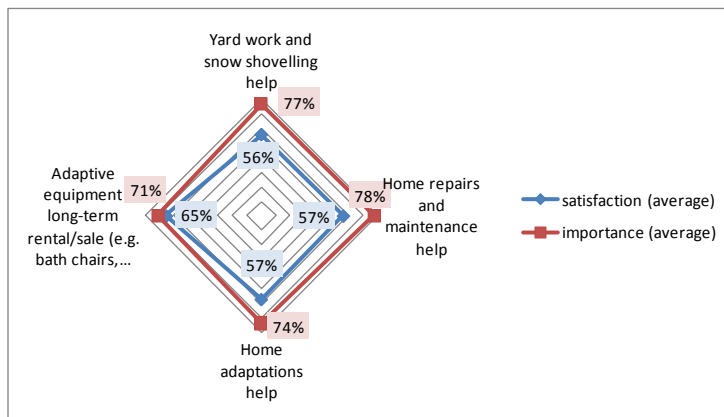 Yard work and
snow shovelling
help
77%
56%
Adaptive
equipment
long-term
rental/sale (e.g.
bath chairs,...
71%
65%
57%
78%
Home repairs
and
maintenance
help
satisfaction (average)
importance (average)
57%
74%
Home
adaptations
help